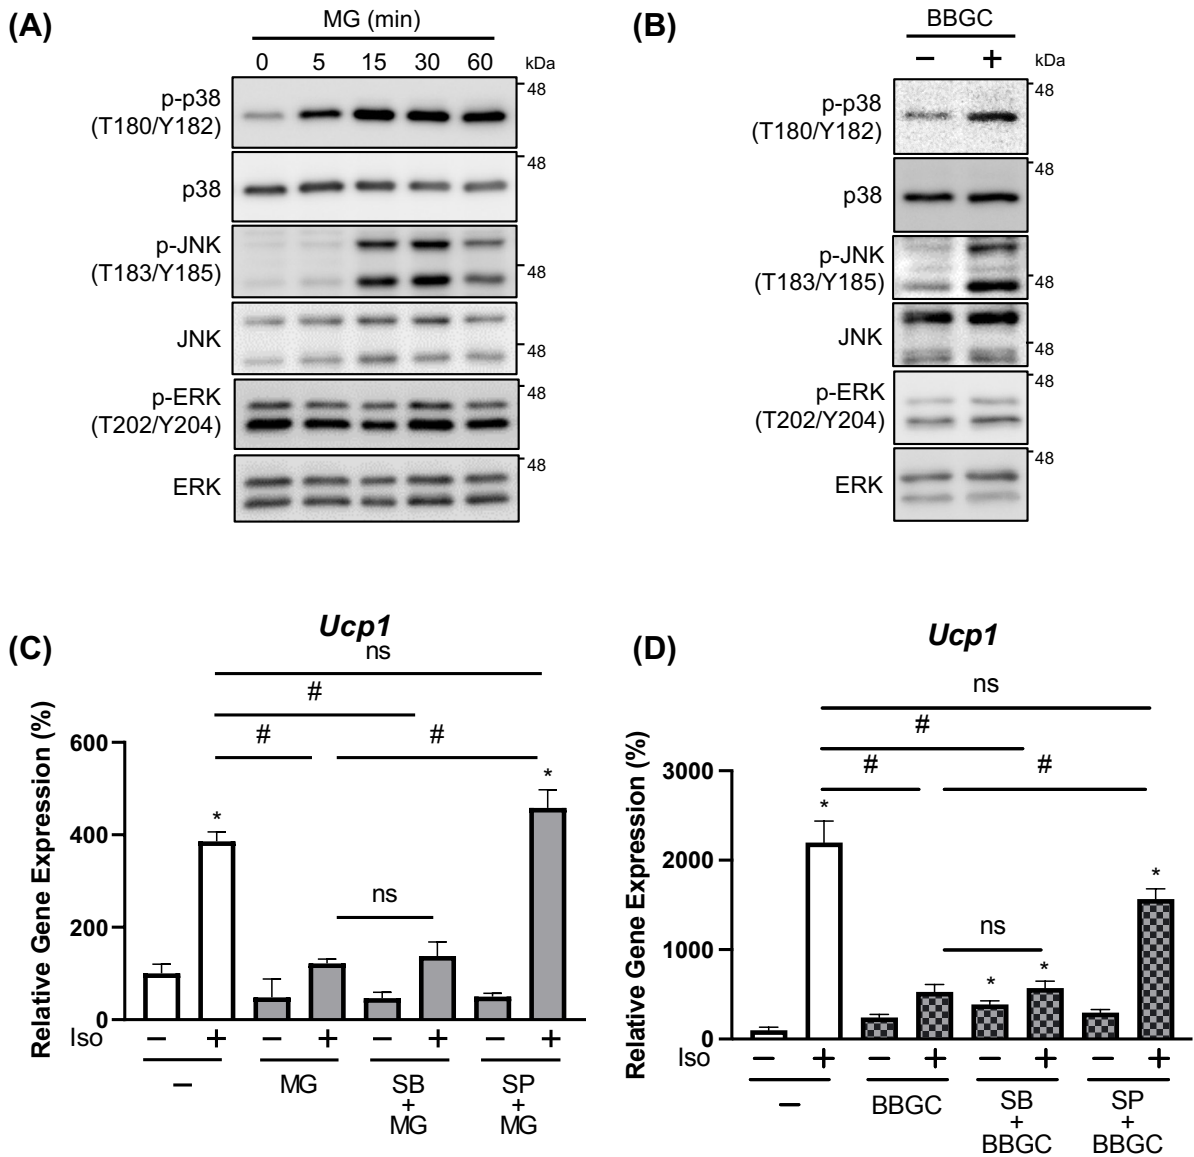 (A)
MG (min)
0 5 15 30 60 kDa
p-p38
(T180/Y182)
48
p38
48
p-JNK
(T183/Y185)
48
JNK
48
p-ERK
(T202/Y204)
48
ERK
48
(B)
BBGC
− + kDa
p-p38
(T180/Y182)
48
p38
48
p-JNK
(T183/Y185)
48
JNK
48
p-ERK
(T202/Y204)
48
ERK
48
(C)
Ucp1
ns
#
# #
Relative Gene Expression (%)
600
400
200
0
* *
ns
Iso − + − + − + − +
− MG SB SP
+ +
MG MG
(D)
Ucp1
ns
#
# #
Relative Gene Expression (%)
3000
2000
1000
0
* *
ns
* *
Iso − + − + − + − +
− BBGC SB SP
+ +
BBGC BBGC